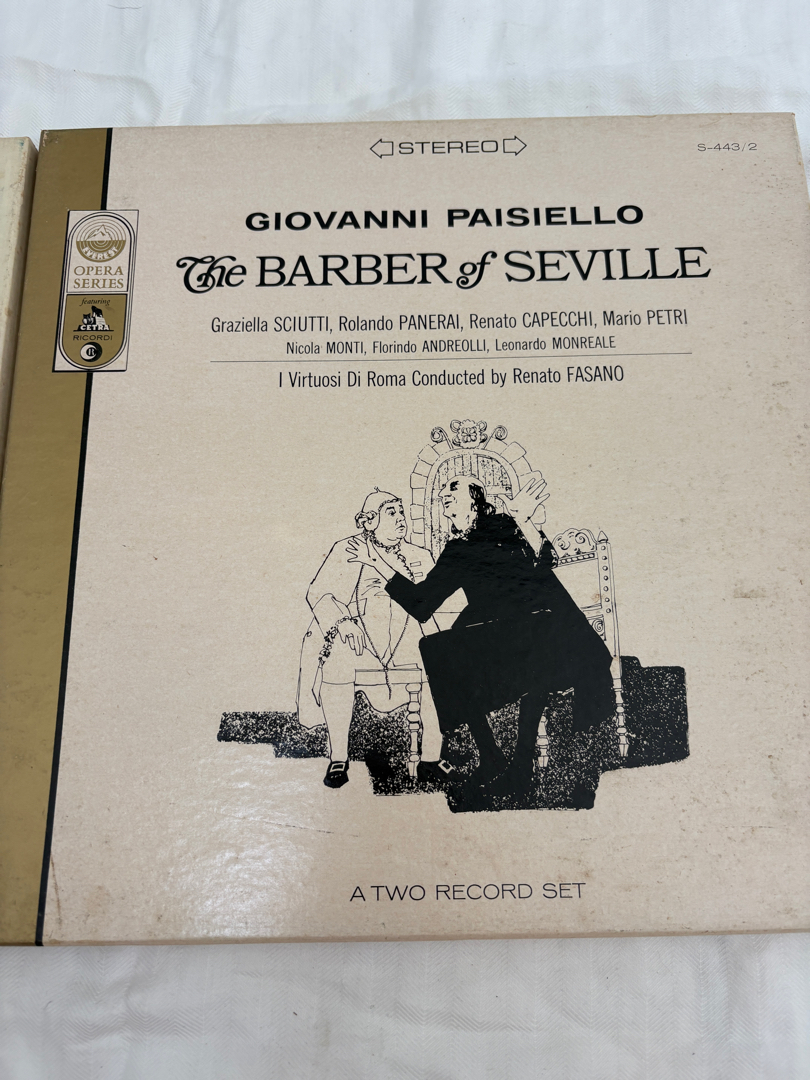 STEREO
S-443/2
GIOVANNI PAISIELLO
The BARBER of SEVILLE
EVEREST
OPERA
SERIES
featuring
CETRA
RICORDI
Graziella SCIUTTI, Rolando PANERAI, Renato CAPECCHI, Mario PETRI
Nicola MONTI, Florindo ANDREOLLI, Leonardo MONREALE
I Virtuosi Di Roma Conducted by Renato FASANO
A TWO RECORD SET